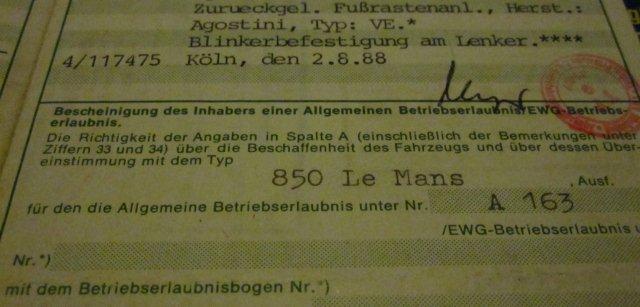 Zurueckgel. Fußrastenanl., Herst.:
Agostini, Typ: VE.*
Blinkerbefestigung am Lenker.****
4/117475 Köln, den 2.8.88
Bescheinigung des Inhabers einer Allgemeinen Betriebserlaubnis/EWG-Betriebs-
erlaubnis.
Die Richtigkeit der Angaben in Spalte A (einschließlich der Bemerkungen unter
Ziffern 33 und 34) über die Beschaffenheit des Fahrzeugs und über dessen Über-
einstimmung mit dem Typ
850 Le Mans , Ausf.
für den die Allgemeine Betriebserlaubnis unter Nr. A 163
/EWG-Betriebserlaubnis u
Nr.*)
mit dem Betriebserlaubnisbogen Nr.*)